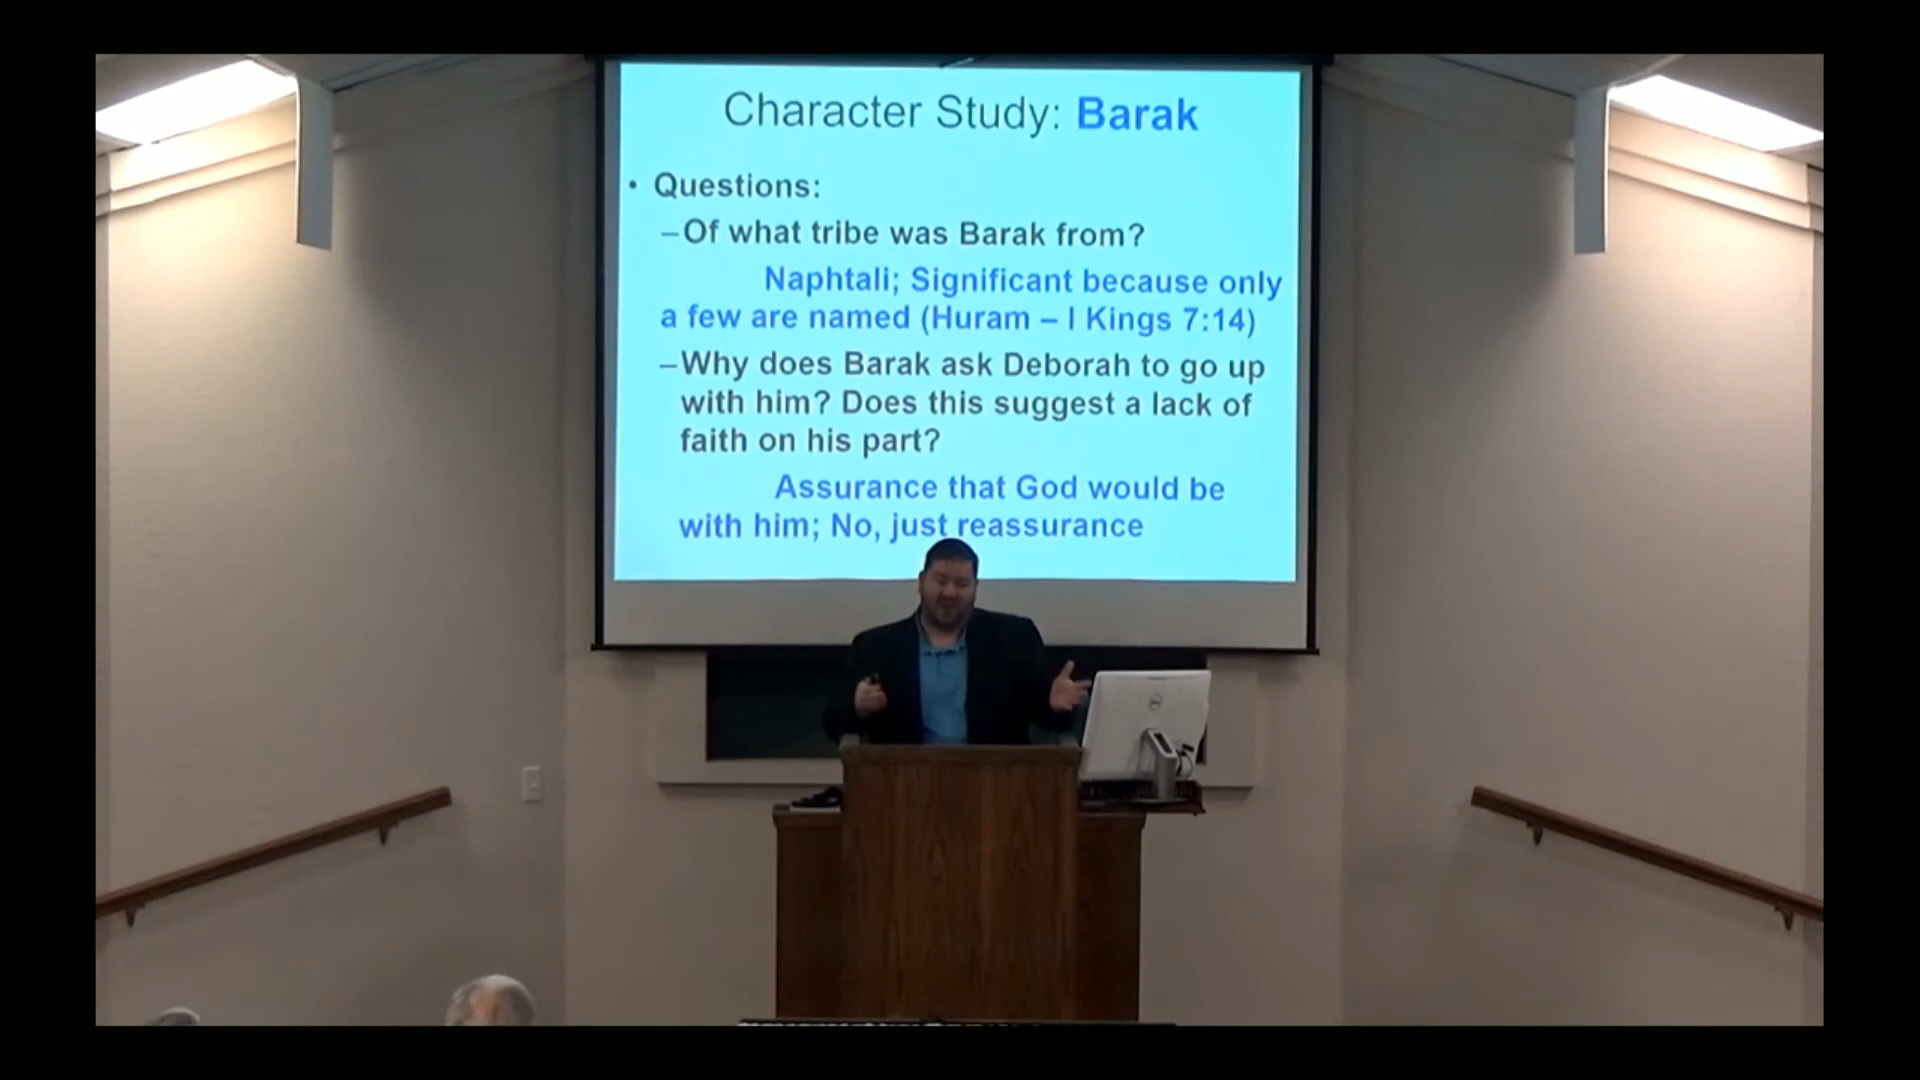 Character Study: Barak
• Questions:
–Of what tribe was Barak from?
Naphtali; Significant because only
a few are named (Huram – I Kings 7:14)
–Why does Barak ask Deborah to go up
with him? Does this suggest a lack of
faith on his part?
Assurance that God would be
with him; No, just reassurance
DELL